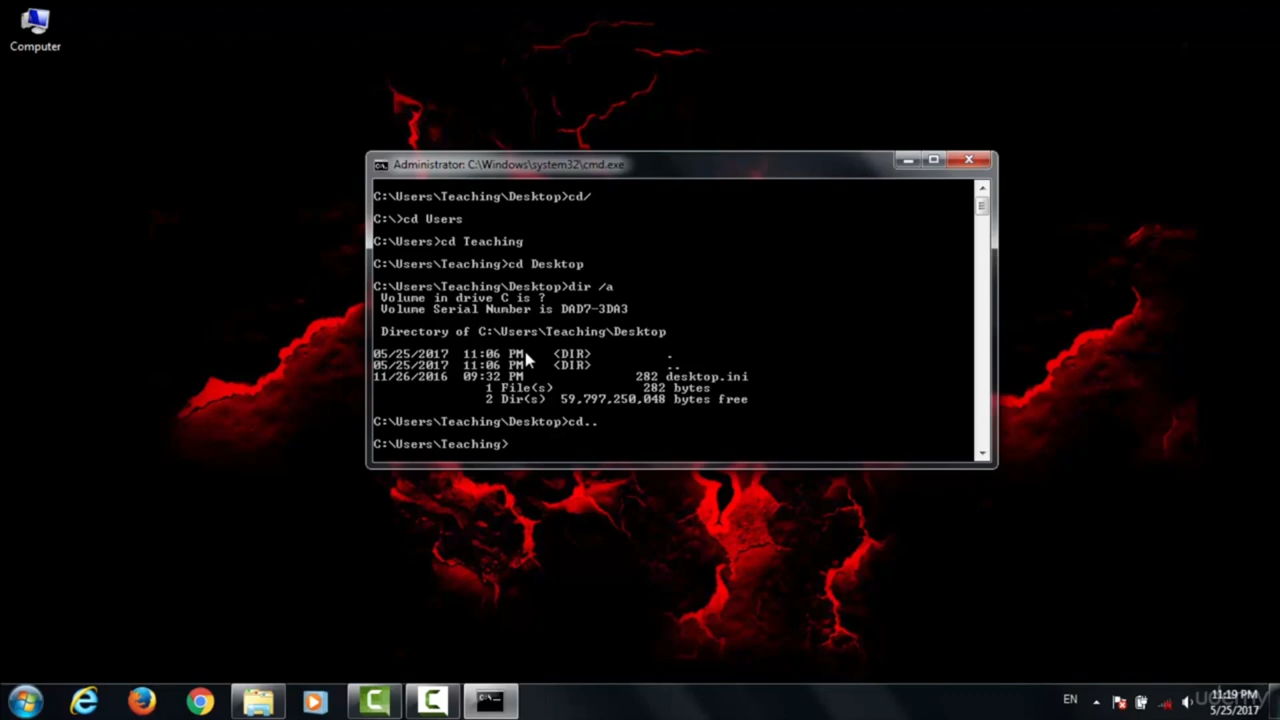 Computer
Administrator: C:\Windows\system32\cmd.exe
C:\Users\Teaching\Desktop>cd/
C:\>cd Users
C:\Users>cd Teaching
C:\Users\Teaching>cd Desktop
C:\Users\Teaching\Desktop>dir /a
Volume in drive C is ?
Volume Serial Number is DAD7-3DA3
Directory of C:\Users\Teaching\Desktop
05/25/2017 11:06 PM <DIR> .
05/25/2017 11:06 PM <DIR> ..
11/26/2016 09:32 PM 282 desktop.ini
1 File(s) 282 bytes
2 Dir(s) 59,797,250,048 bytes free
C:\Users\Teaching\Desktop>cd..
C:\Users\Teaching>
EN
11:19 PM
5/25/2017
udemy